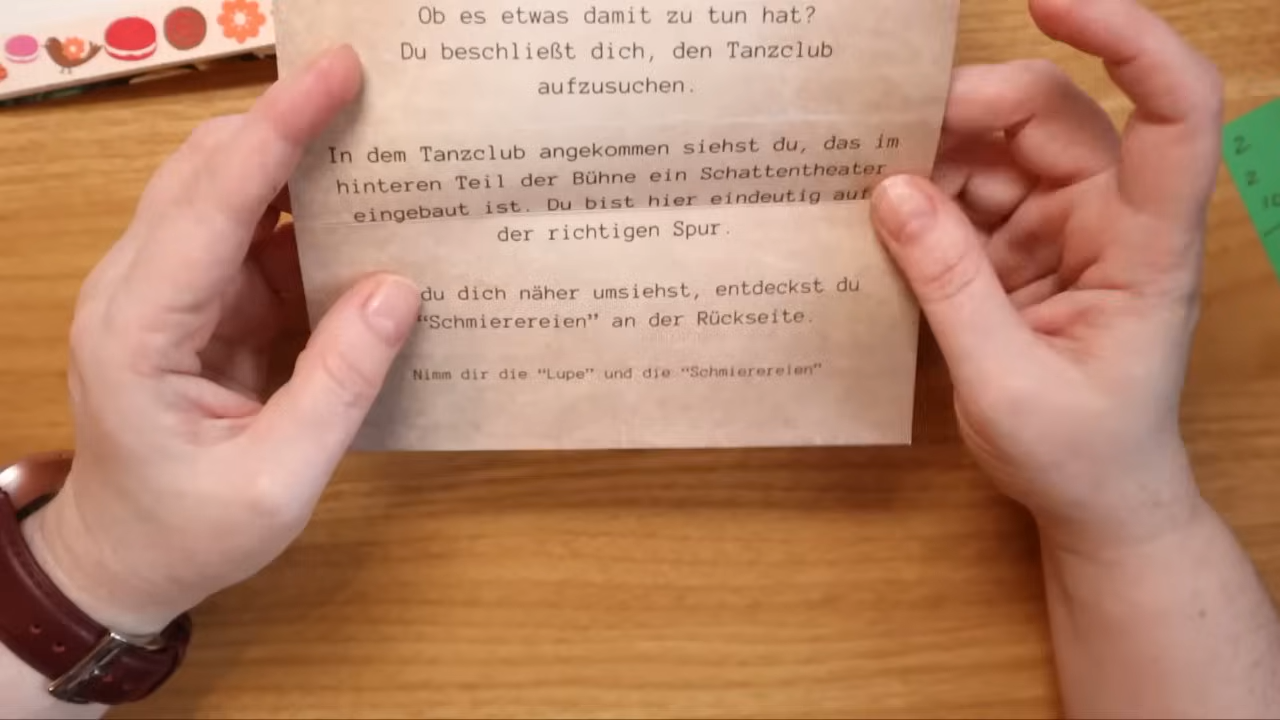 Ob es etwas damit zu tun hat?
Du beschließt dich, den Tanzclub
aufzusuchen.
In dem Tanzclub angekommen siehst du, das im
hinteren Teil der Bühne ein Schattentheater
eingebaut ist. Du bist hier eindeutig auf
der richtigen Spur.
du dich näher umsiehst, entdeckst du
“Schmierereien” an der Rückseite.
Nimm dir die “Lupe” und die “Schmierereien”
2
2